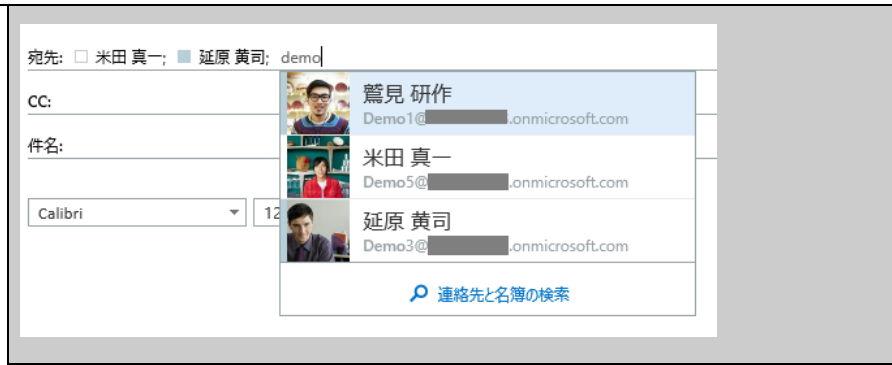 宛先: 米田 真一; 延原 黄司; demo
CC:
件名:
Calibri
12
鷲見 研作
Demo1@ .onmicrosoft.com
米田 真一
Demo5@ .onmicrosoft.com
延原 黄司
Demo3@ .onmicrosoft.com
連絡先と名簿の検索